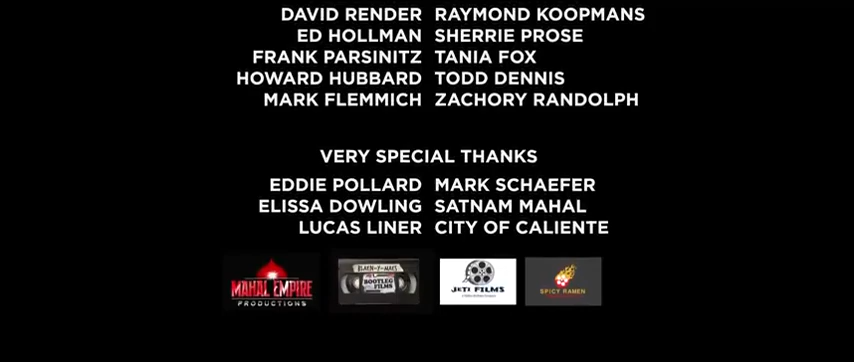 DAVID RENDER RAYMOND KOOPMANS
ED HOLLMAN SHERRIE PROSE
FRANK PARSINITZ TANIA FOX
HOWARD HUBBARD TODD DENNIS
MARK FLEMMICH ZACHORY RANDOLPH
VERY SPECIAL THANKS
EDDIE POLLARD MARK SCHAEFER
ELISSA DOWLING SATNAM MAHAL
LUCAS LINER CITY OF CALIENTE
MAHAL EMPIRE
PRODUCTIONS
BOOTLEG
FILMS
JETI FILMS
SPICY RAMEN